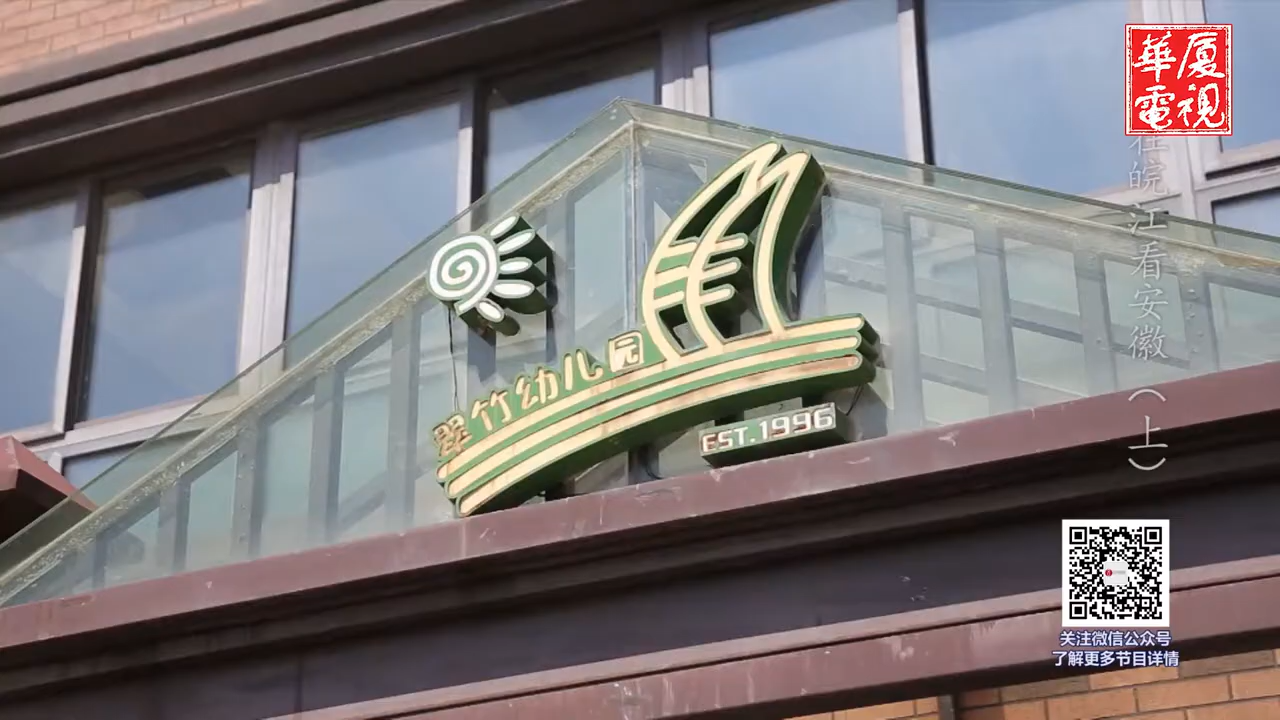 華厦
電視
在皖江看安徽（上）
翠竹幼儿园
EST.1996
关注微信公众号
了解更多节目详情